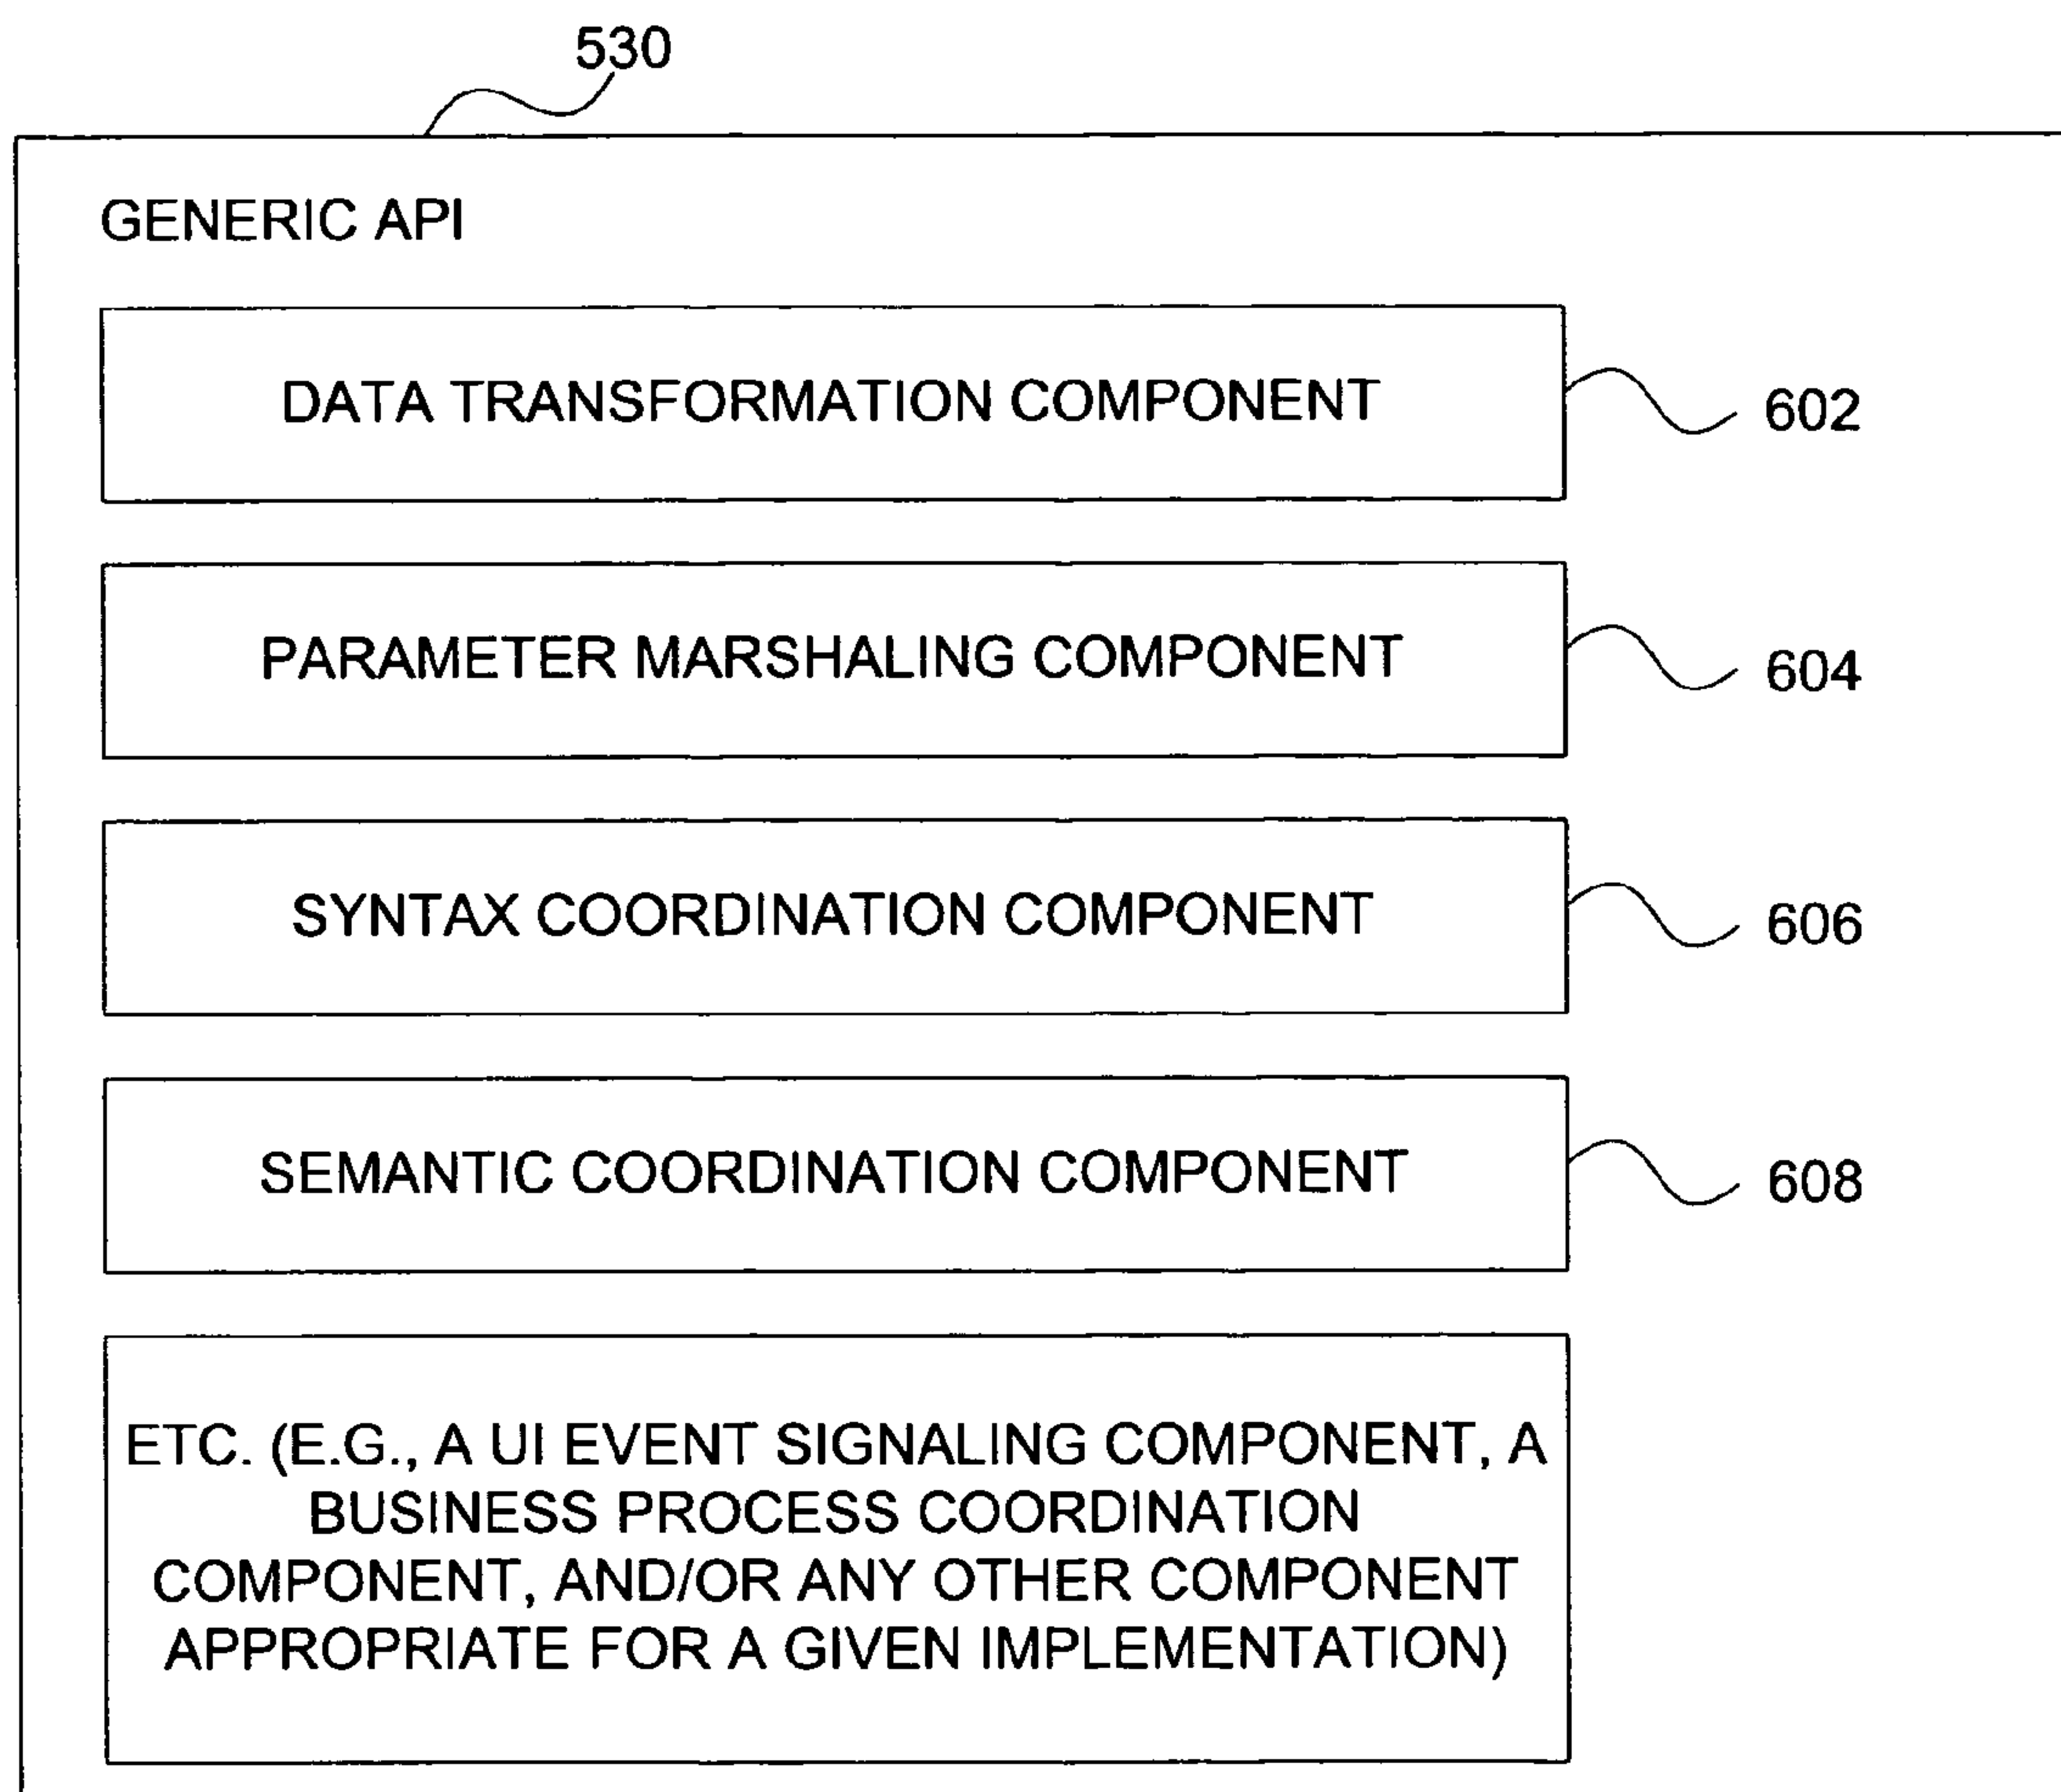 530
GENERIC API
DATA TRANSFORMATION COMPONENT
602
PARAMETER MARSHALING COMPONENT
604
SYNTAX COORDINATION COMPONENT
606
SEMANTIC COORDINATION COMPONENT
608
ETC. (E.G., A UI EVENT SIGNALING COMPONENT, A
BUSINESS PROCESS COORDINATION
COMPONENT, AND/OR ANY OTHER COMPONENT
APPROPRIATE FOR A GIVEN IMPLEMENTATION)